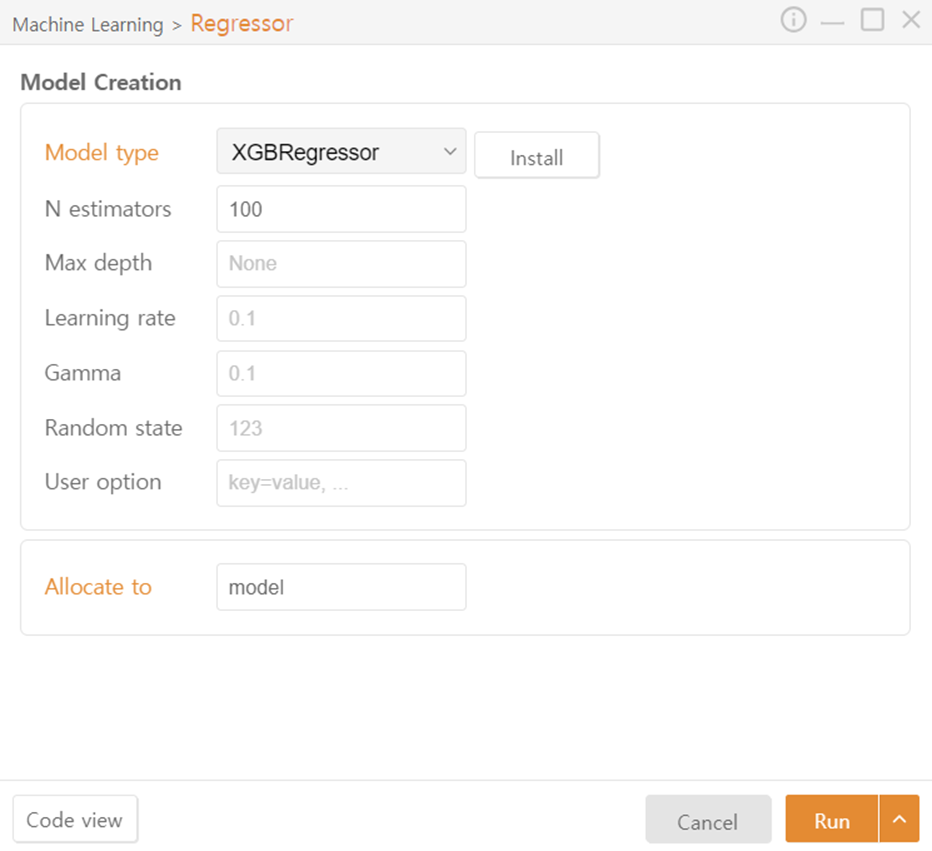 Machine Learning > Regressor
Model Creation
Model type XGBRegressor Install
N estimators 100
Max depth None
Learning rate 0.1
Gamma 0.1
Random state 123
User option key=value, ...
Allocate to model
Code view Cancel Run